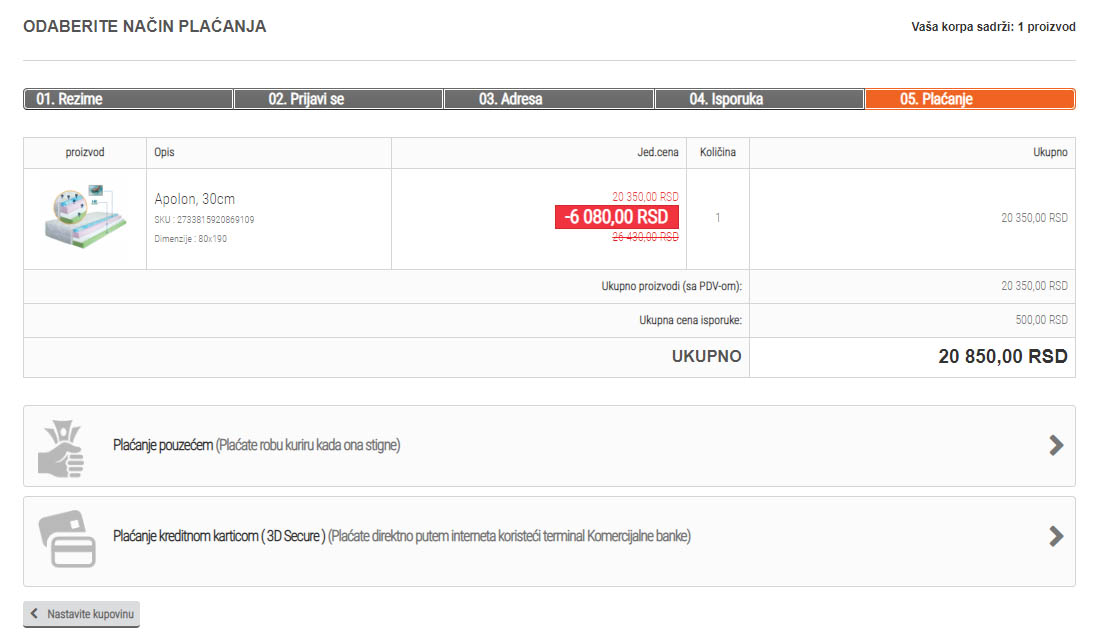 ODABERITE NAČIN PLAĆANJA
Vaša korpa sadrži: 1 proizvod
01. Rezime 02. Prijavi se 03. Adresa 04. Isporuka 05. Plaćanje
proizvod Opis Jed.cena Količina Ukupno
Apolon, 30cm
SKU : 2733815920869109
Dimenzije : 80x190
20 350,00 RSD
-6 080,00 RSD
26 430,00 RSD
1
20 350,00 RSD
Ukupno proizvodi (sa PDV-om): 20 350,00 RSD
Ukupna cena isporuke: 500,00 RSD
UKUPNO 20 850,00 RSD
Plaćanje pouzećem (Plaćate robu kuriru kada ona stigne)
Plaćanje kreditnom karticom ( 3D Secure ) (Plaćate direktno putem interneta koristeći terminal Komercijalne banke)
Nastavite kupovinu